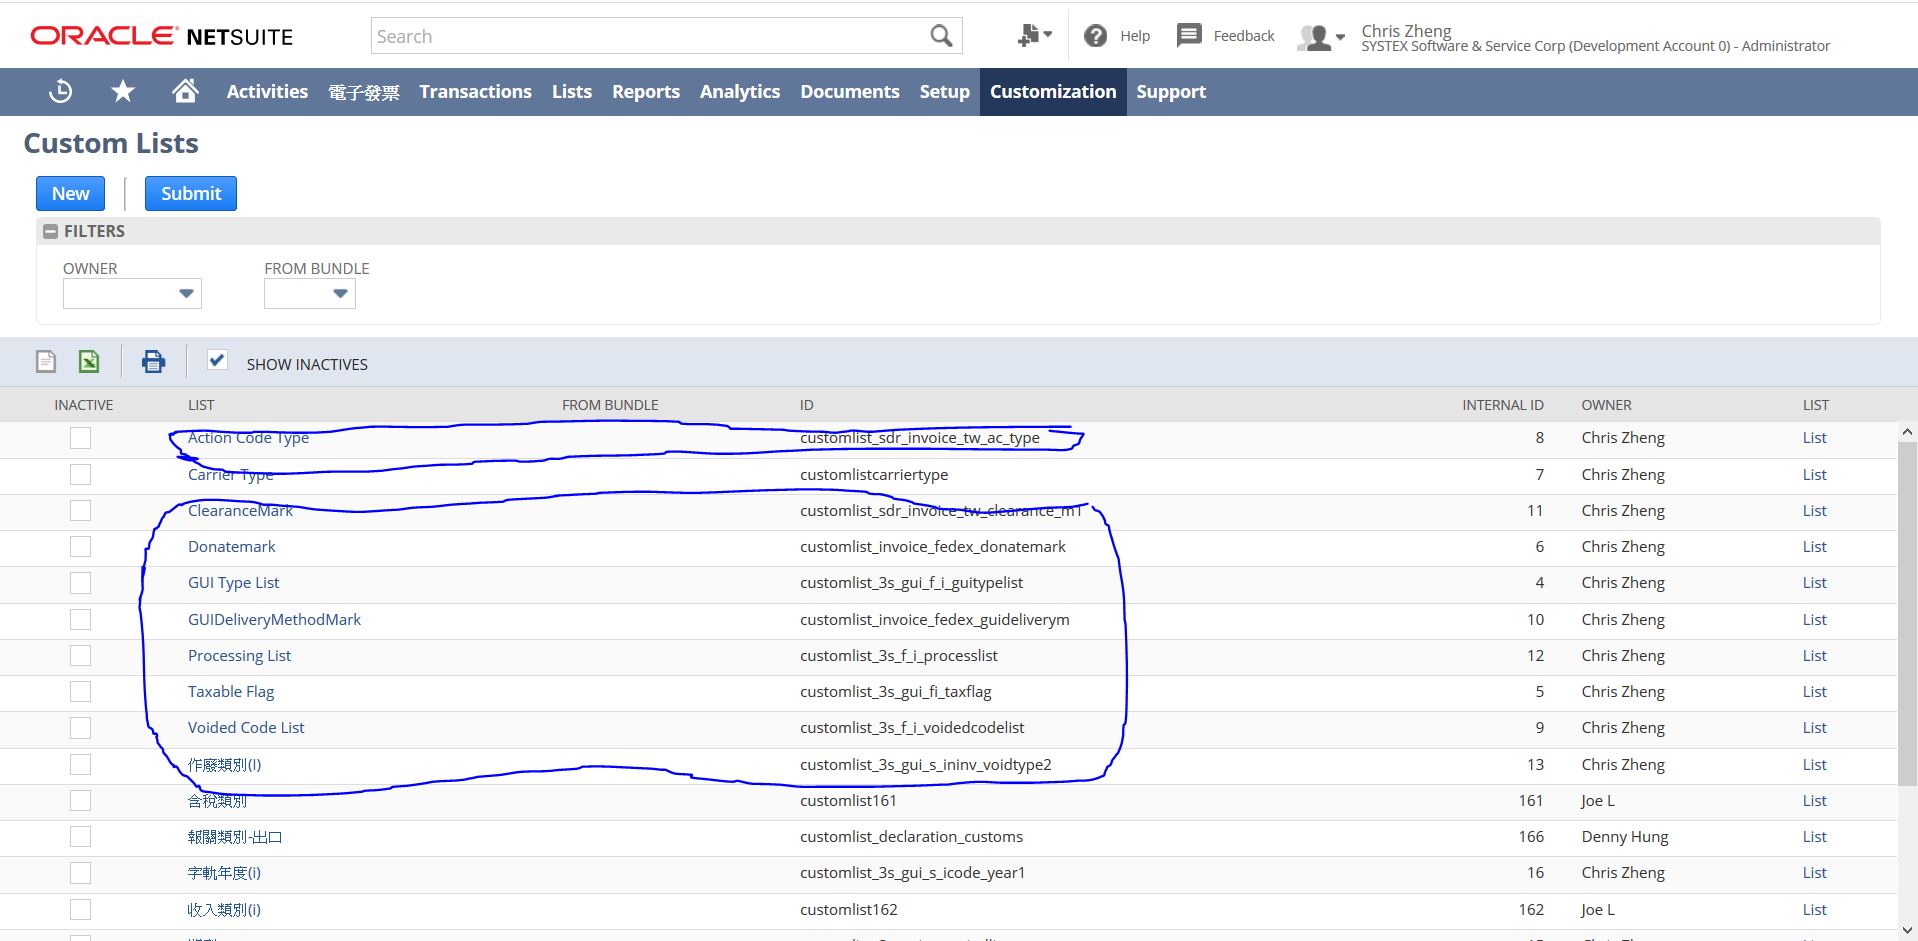 ORACLE NETSUITE
Search
Help
Feedback
Chris Zheng
SYSTEX Software & Service Corp (Development Account 0) - Administrator
Activities 電子發票 Transactions Lists Reports Analytics Documents Setup Customization Support
Custom Lists
New Submit
FILTERS
OWNER FROM BUNDLE
SHOW INACTIVES
INACTIVE LIST FROM BUNDLE ID INTERNAL ID OWNER LIST
Action Code Type customlist_sdr_invoice_tw_ac_type 8 Chris Zheng List
Carrier Type customlistcarriertype 7 Chris Zheng List
ClearanceMark customlist_sdr_invoice_tw_clearance_m1 11 Chris Zheng List
Donatemark customlist_invoice_fedex_donatemark 6 Chris Zheng List
GUI Type List customlist_3s_gui_f_i_guitypelist 4 Chris Zheng List
GUIDeliveryMethodMark customlist_invoice_fedex_guideliverym 10 Chris Zheng List
Processing List customlist_3s_f_i_processlist 12 Chris Zheng List
Taxable Flag customlist_3s_gui_fi_taxflag 5 Chris Zheng List
Voided Code List customlist_3s_f_i_voidedcodelist 9 Chris Zheng List
作廢類別(I) customlist_3s_gui_s_ininv_voidtype2 13 Chris Zheng List
含稅類別 customlist161 161 Joe L List
報關類別-出口 customlist_declaration_customs 166 Denny Hung List
字軌年度(i) customlist_3s_gui_s_icode_year1 16 Chris Zheng List
收入類別(i) customlist162 162 Joe L List